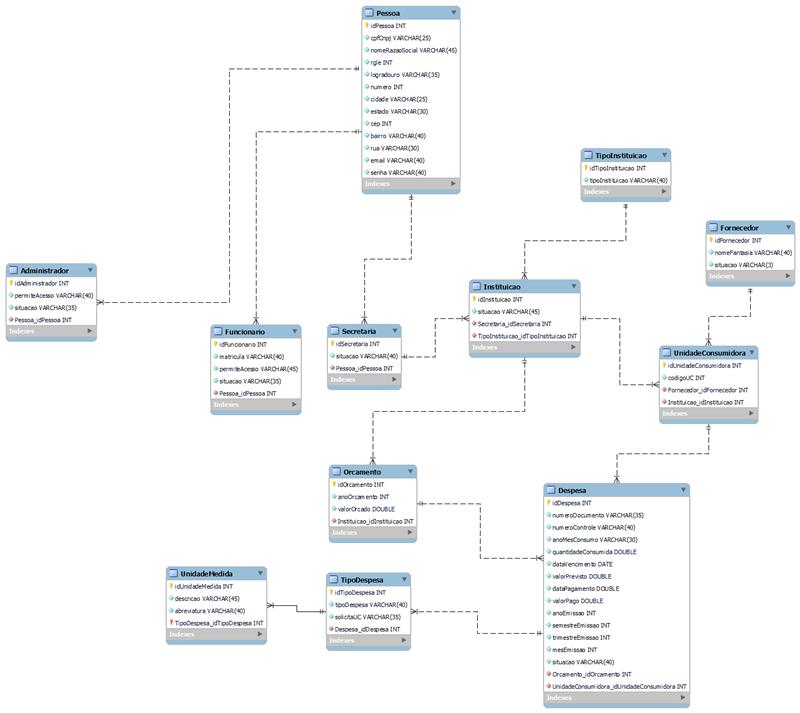 Pessoa
idPessoa INT
cpfCnpj VARCHAR(25)
nomeRazaoSocial VARCHAR(45)
rgIe INT
logradouro VARCHAR(35)
numero INT
cidade VARCHAR(25)
estado VARCHAR(30)
cep INT
bairro VARCHAR(40)
rua VARCHAR(30)
email VARCHAR(40)
senha VARCHAR(40)
Indexes
TipoInstituicao
idTipoInstituicao INT
tipoInstituicao VARCHAR(40)
Indexes
Fornecedor
idFornecedor INT
nomeFantasia VARCHAR(40)
situacao VARCHAR(3)
Indexes
Administrador
idAdministrador INT
permiteAcesso VARCHAR(40)
situacao VARCHAR(35)
Pessoa_idPessoa INT
Indexes
Instituicao
idInstituicao INT
situacao VARCHAR(45)
Secretaria_idSecretaria INT
TipoInstituicao_idTipoInstituicao INT
Indexes
Funcionario
idFuncionario INT
matricula VARCHAR(40)
permiteAcesso VARCHAR(45)
situacao VARCHAR(35)
Pessoa_idPessoa INT
Indexes
Secretaria
idSecretaria INT
situacao VARCHAR(40)
Pessoa_idPessoa INT
Indexes
UnidadeConsumidora
idUnidadeConsumidora INT
codigoUC INT
Fornecedor_idFornecedor INT
Instituicao_idInstituicao INT
Indexes
Orcamento
idOrcamento INT
anoOrcamento INT
valorOrcado DOUBLE
Instituicao_idInstituicao INT
Indexes
Despesa
idDespesa INT
numeroDocumento VARCHAR(35)
numeroControle VARCHAR(40)
anoMesConsumo VARCHAR(30)
quantidadeConsumida DOUBLE
dataVencimento DATE
valorPrevisto DOUBLE
dataPagamento DOUBLE
valorPago DOUBLE
anoEmissao INT
semestreEmissao INT
trimestreEmissao INT
mesEmissao INT
situacao VARCHAR(40)
Orcamento_idOrcamento INT
UnidadeConsumidora_idUnidadeConsumidora INT
Indexes
UnidadeMedida
idUnidadeMedida INT
descricao VARCHAR(45)
abreviatura VARCHAR(40)
TipoDespesa_idTipoDespesa INT
Indexes
TipoDespesa
idTipoDespesa INT
tipoDespesa VARCHAR(40)
solicitaUC VARCHAR(35)
Despesa_idDespesa INT
Indexes